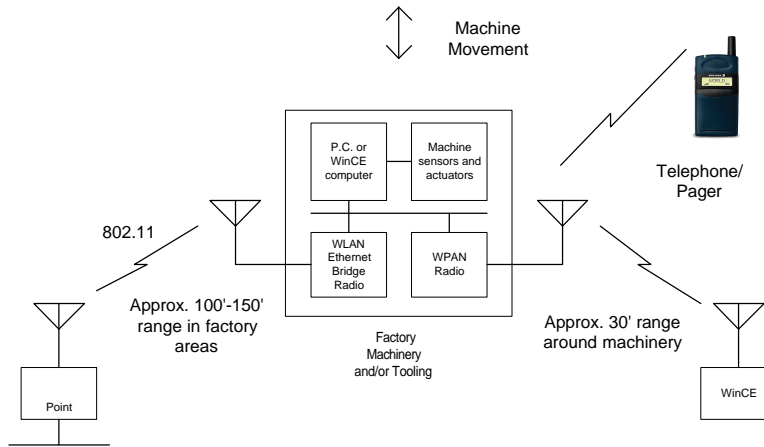 Machine
Movement
P.C. or
WinCE
computer
Machine
sensors and
actuators
Telephone/
Pager
802.11
WLAN
Ethernet
Bridge
Radio
WPAN
Radio
Approx. 100'-150'
range in factory
areas
Factory
Machinery
and/or Tooling
Approx. 30' range
around machinery
Point
WinCE